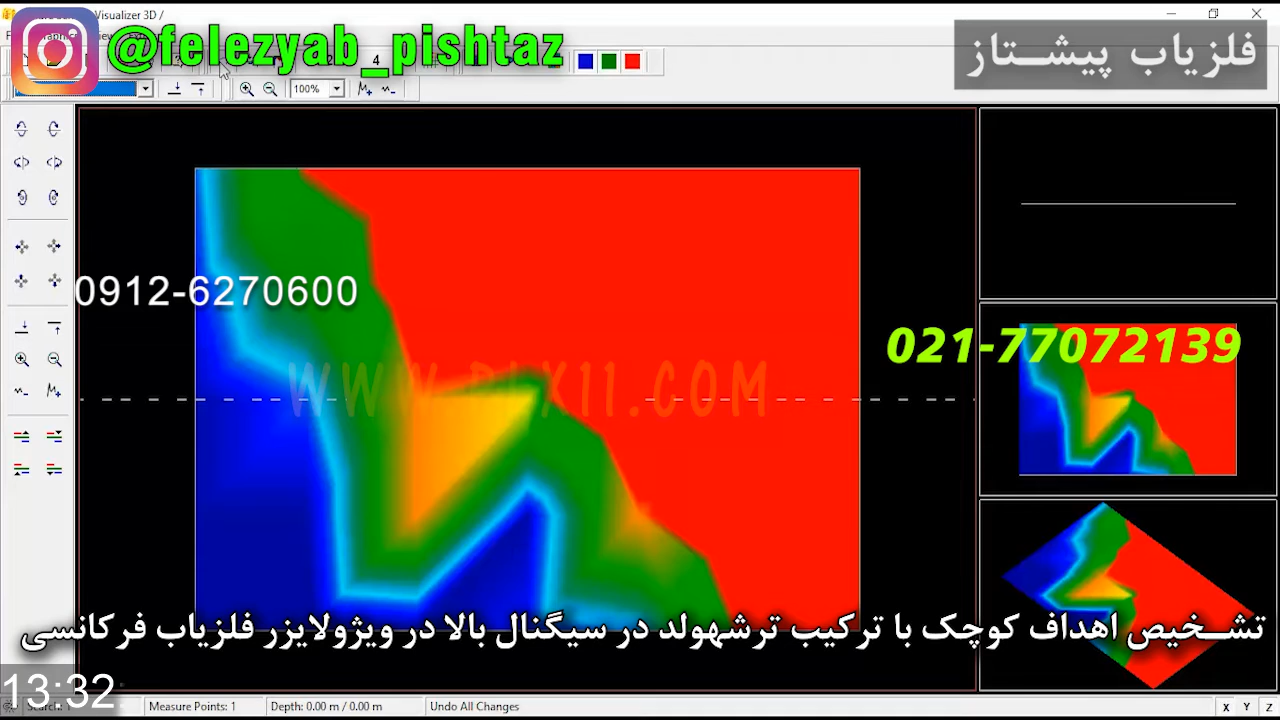 Visualizer 3D /
@felezyab_pishtaz
فلزیاب پیشتاز
4
100%
0912-6270600
021-77072139
WWW.PIX11.COM
تشخیص اهداف کوچک با ترکیب ترشهولد در سیگنال بالا در ویژولایزر فلزیاب فرکانسی
13:32
Measure Points: 1
Depth: 0.00 m / 0.00 m
Undo All Changes
X Y Z